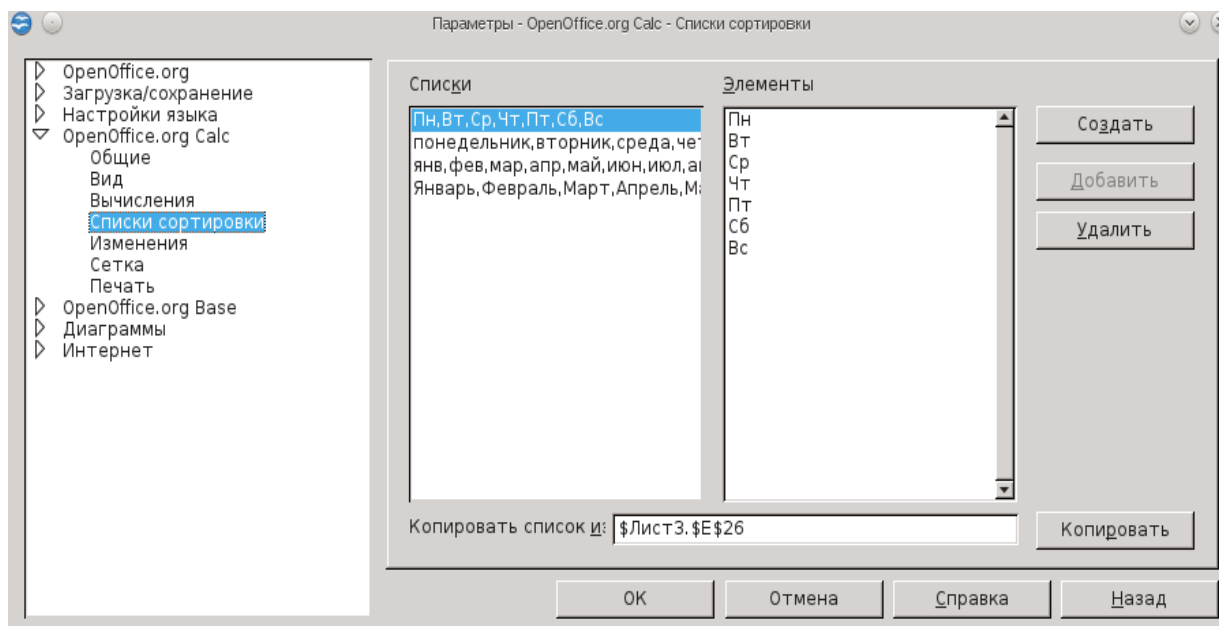 Параметры - OpenOffice.org Calc - Списки сортировки
OpenOffice.org
Загрузка/сохранение
Настройки языка
OpenOffice.org Calc
Общие
Вид
Вычисления
Списки сортировки
Изменения
Сетка
Печать
OpenOffice.org Base
Диаграммы
Интернет
Списки
Пн,Вт,Ср,Чт,Пт,Сб,Вс
понедельник,вторник,среда,чет
янв,фев,мар,апр,май,июн,июл,а
Январь,Февраль,Март,Апрель,Ма
Элементы
Пн
Вт
Ср
Чт
Пт
Сб
Вс
Создать
Добавить
Удалить
Копировать список из $Лист3.$E$26
Копировать
ОК
Отмена
Справка
Назад